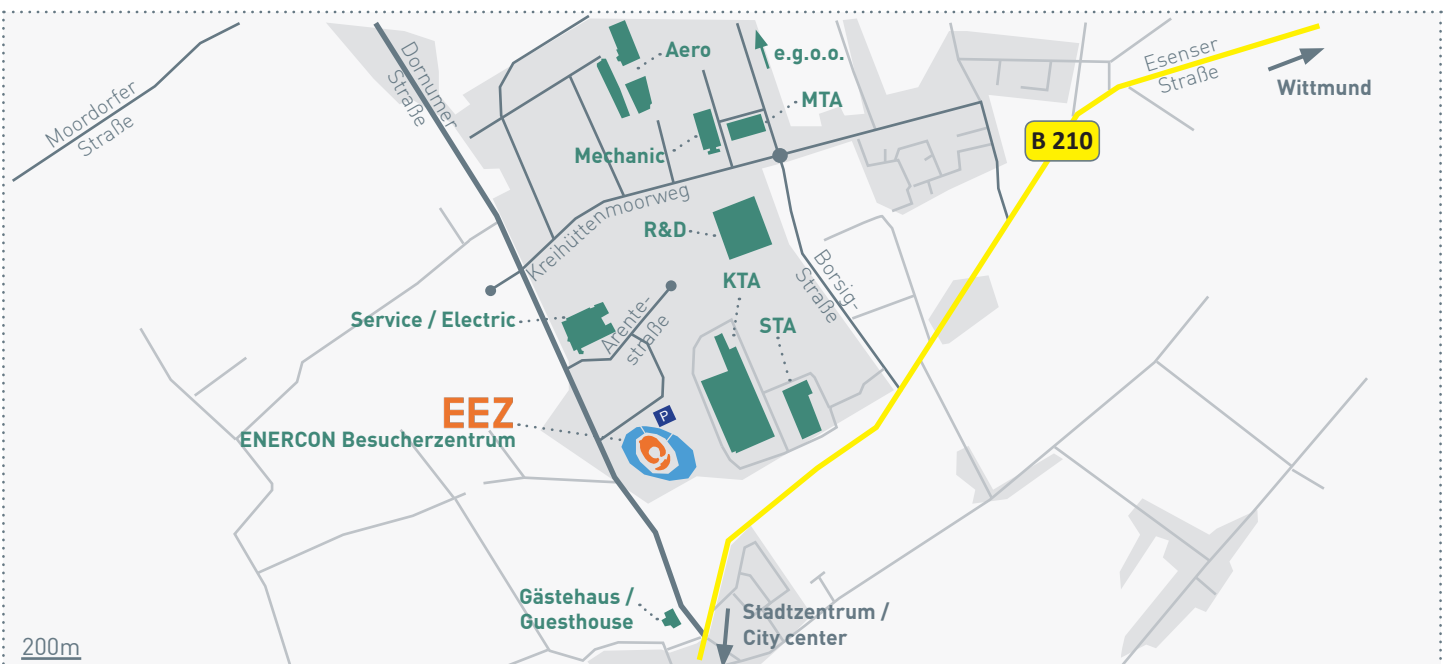 Moordorfer
Straße
Dornumer
Straße
Aero
e.g.o.o.
MTA
Mechanic
Esenser
Straße
Wittmund
B 210
Kreihüttenmoorweg
R&D
KTA
Borsig-
Straße
Service / Electric
Arente-
straße
STA
EEZ
ENERCON Besucherzentrum
P
Gästehaus /
Guesthouse
Stadtzentrum /
City center
200m